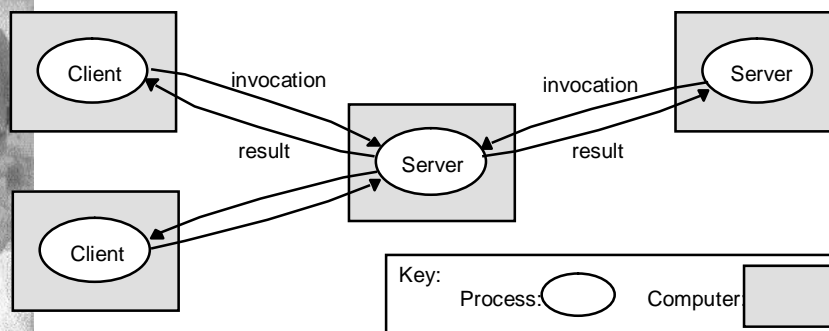 Client
invocation
result
Server
invocation
result
Server
Client
Key:
Process:
Computer: